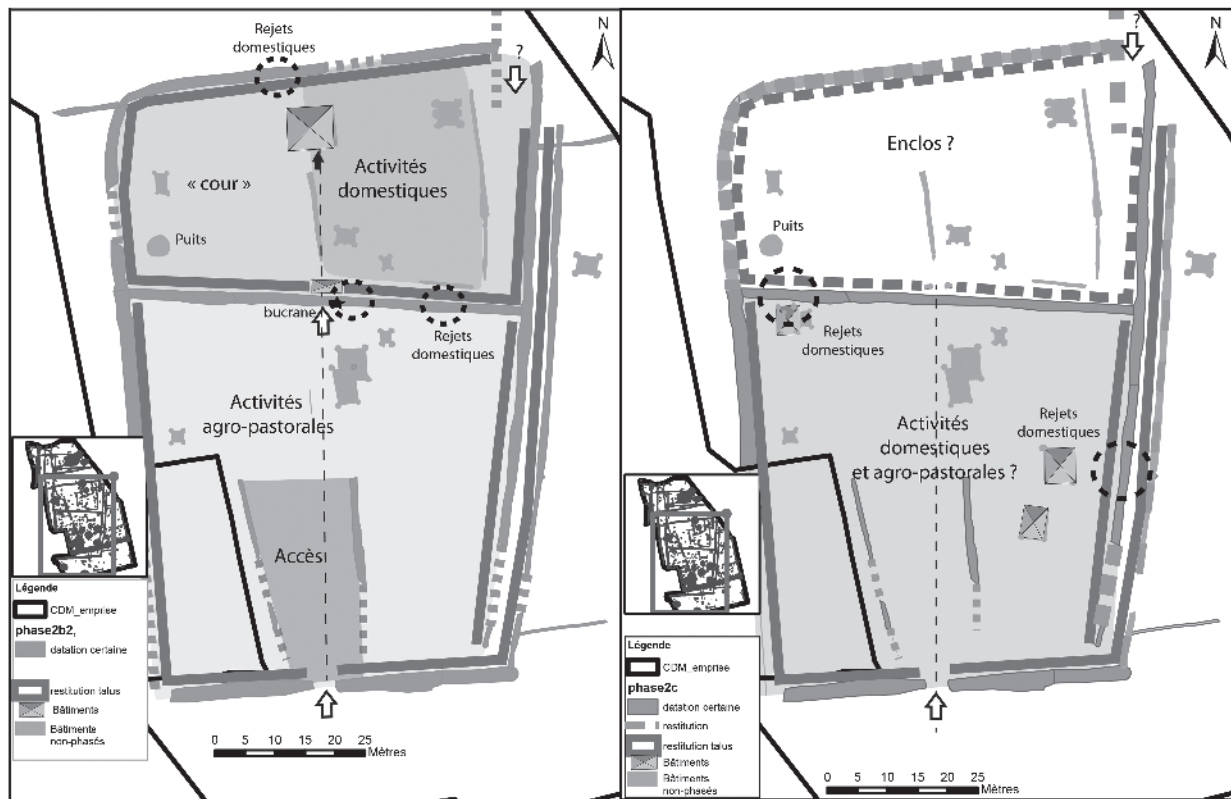 Rejets
domestiques
?
N
« cour »
Activités
domestiques
Puits
bucrane
Rejets
domestiques
Activités
agro-pastorales
Accès
Légende
CDM_emprise
phase2b2,
datation certaine
restitution talus
Bâtiments
Bâtimente
non-phasés
0 5 10 15 20 25
Mètres
?
N
Enclos ?
Puits
Rejets
domestiques
Rejets
domestiques
Activités
domestiques
et agro-pastorales ?
Légende
CDM_emprise
phase2c
datation certaine
restitution
restitution talus
Bâtiments
Bâtiments
non-phasés
0 5 10 15 20 25
Mètres